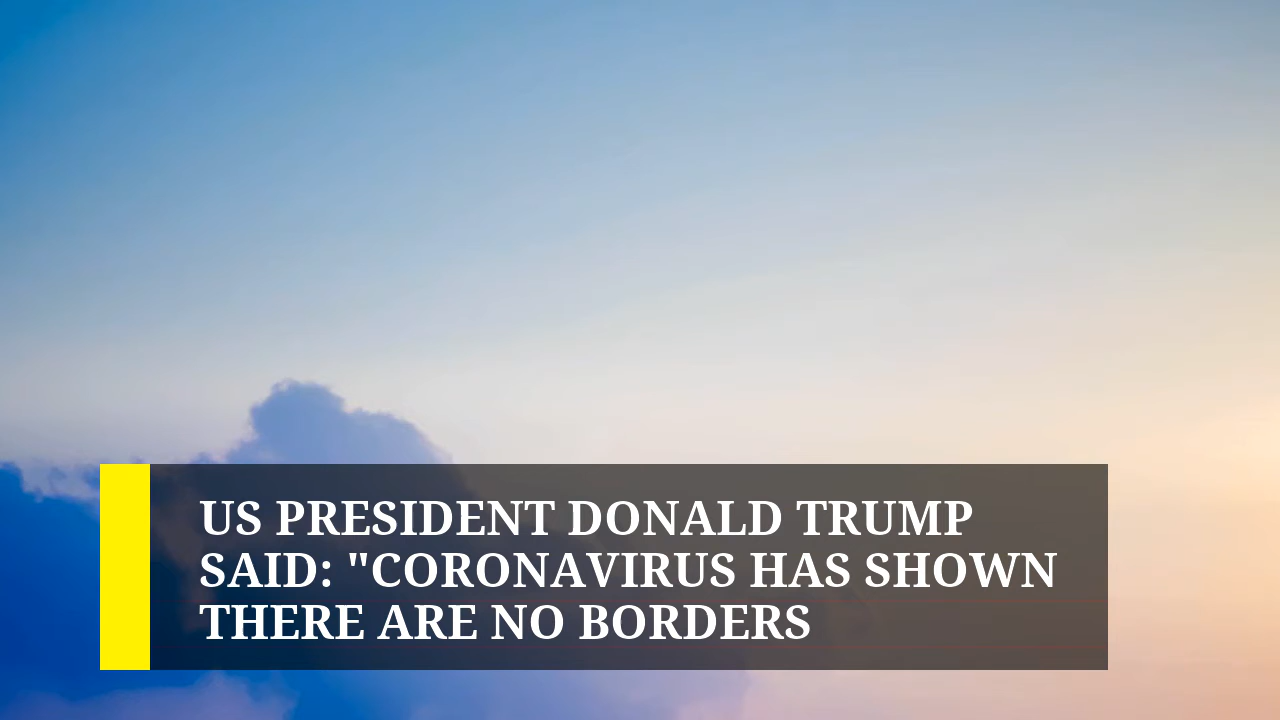 US PRESIDENT DONALD TRUMP
SAID: "CORONAVIRUS HAS SHOWN
THERE ARE NO BORDERS